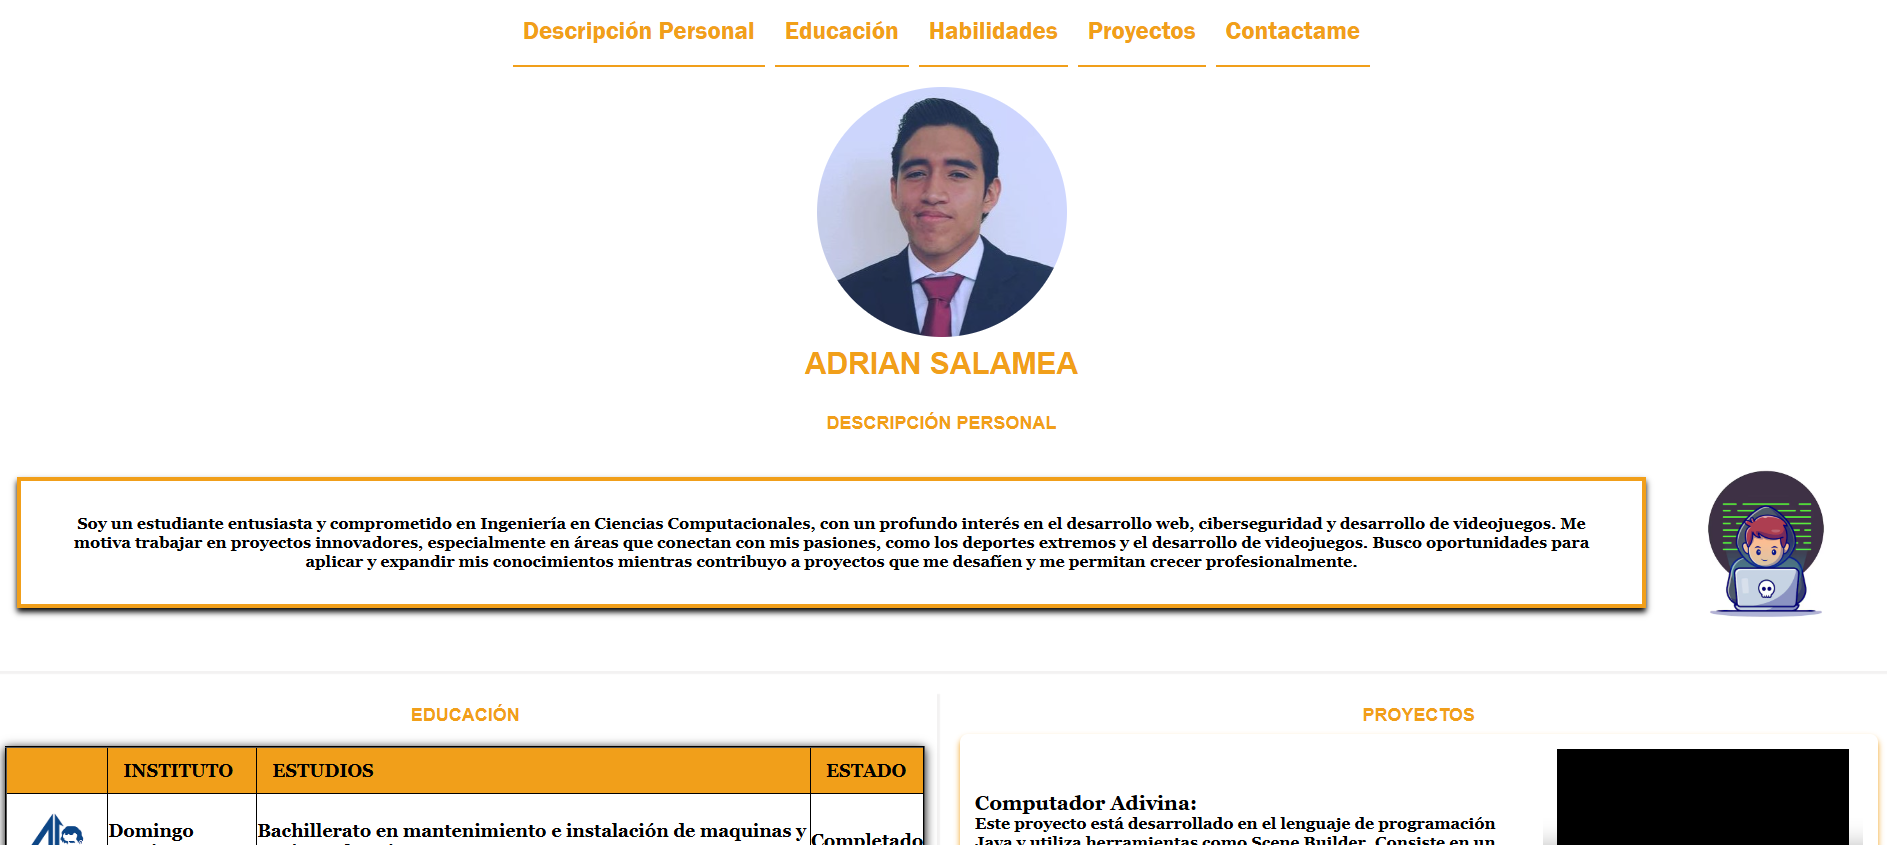 Descripción Personal Educación Habilidades Proyectos Contactame
ADRIAN SALAMEA
DESCRIPCIÓN PERSONAL
Soy un estudiante entusiasta y comprometido en Ingeniería en Ciencias Computacionales, con un profundo interés en el desarrollo web, ciberseguridad y desarrollo de videojuegos. Me
motiva trabajar en proyectos innovadores, especialmente en áreas que conectan con mis pasiones, como los deportes extremos y el desarrollo de videojuegos. Busco oportunidades para
aplicar y expandir mis conocimientos mientras contribuyo a proyectos que me desafíen y me permitan crecer profesionalmente.
EDUCACIÓN
INSTITUTO ESTUDIOS ESTADO
Domingo
Bachillerato en mantenimiento e instalación de maquinas y
Completado
PROYECTOS
Computador Adivina:
Este proyecto está desarrollado en el lenguaje de programación
Java y utiliza herramientas como Scene Builder. Consiste en un